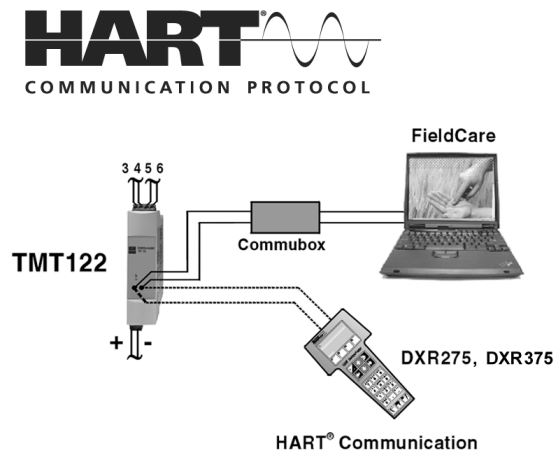 HART®
COMMUNICATION PROTOCOL
FieldCare
3 4 5 6
Commubox
TMT122
+ -
DXR275, DXR375
HART® Communication